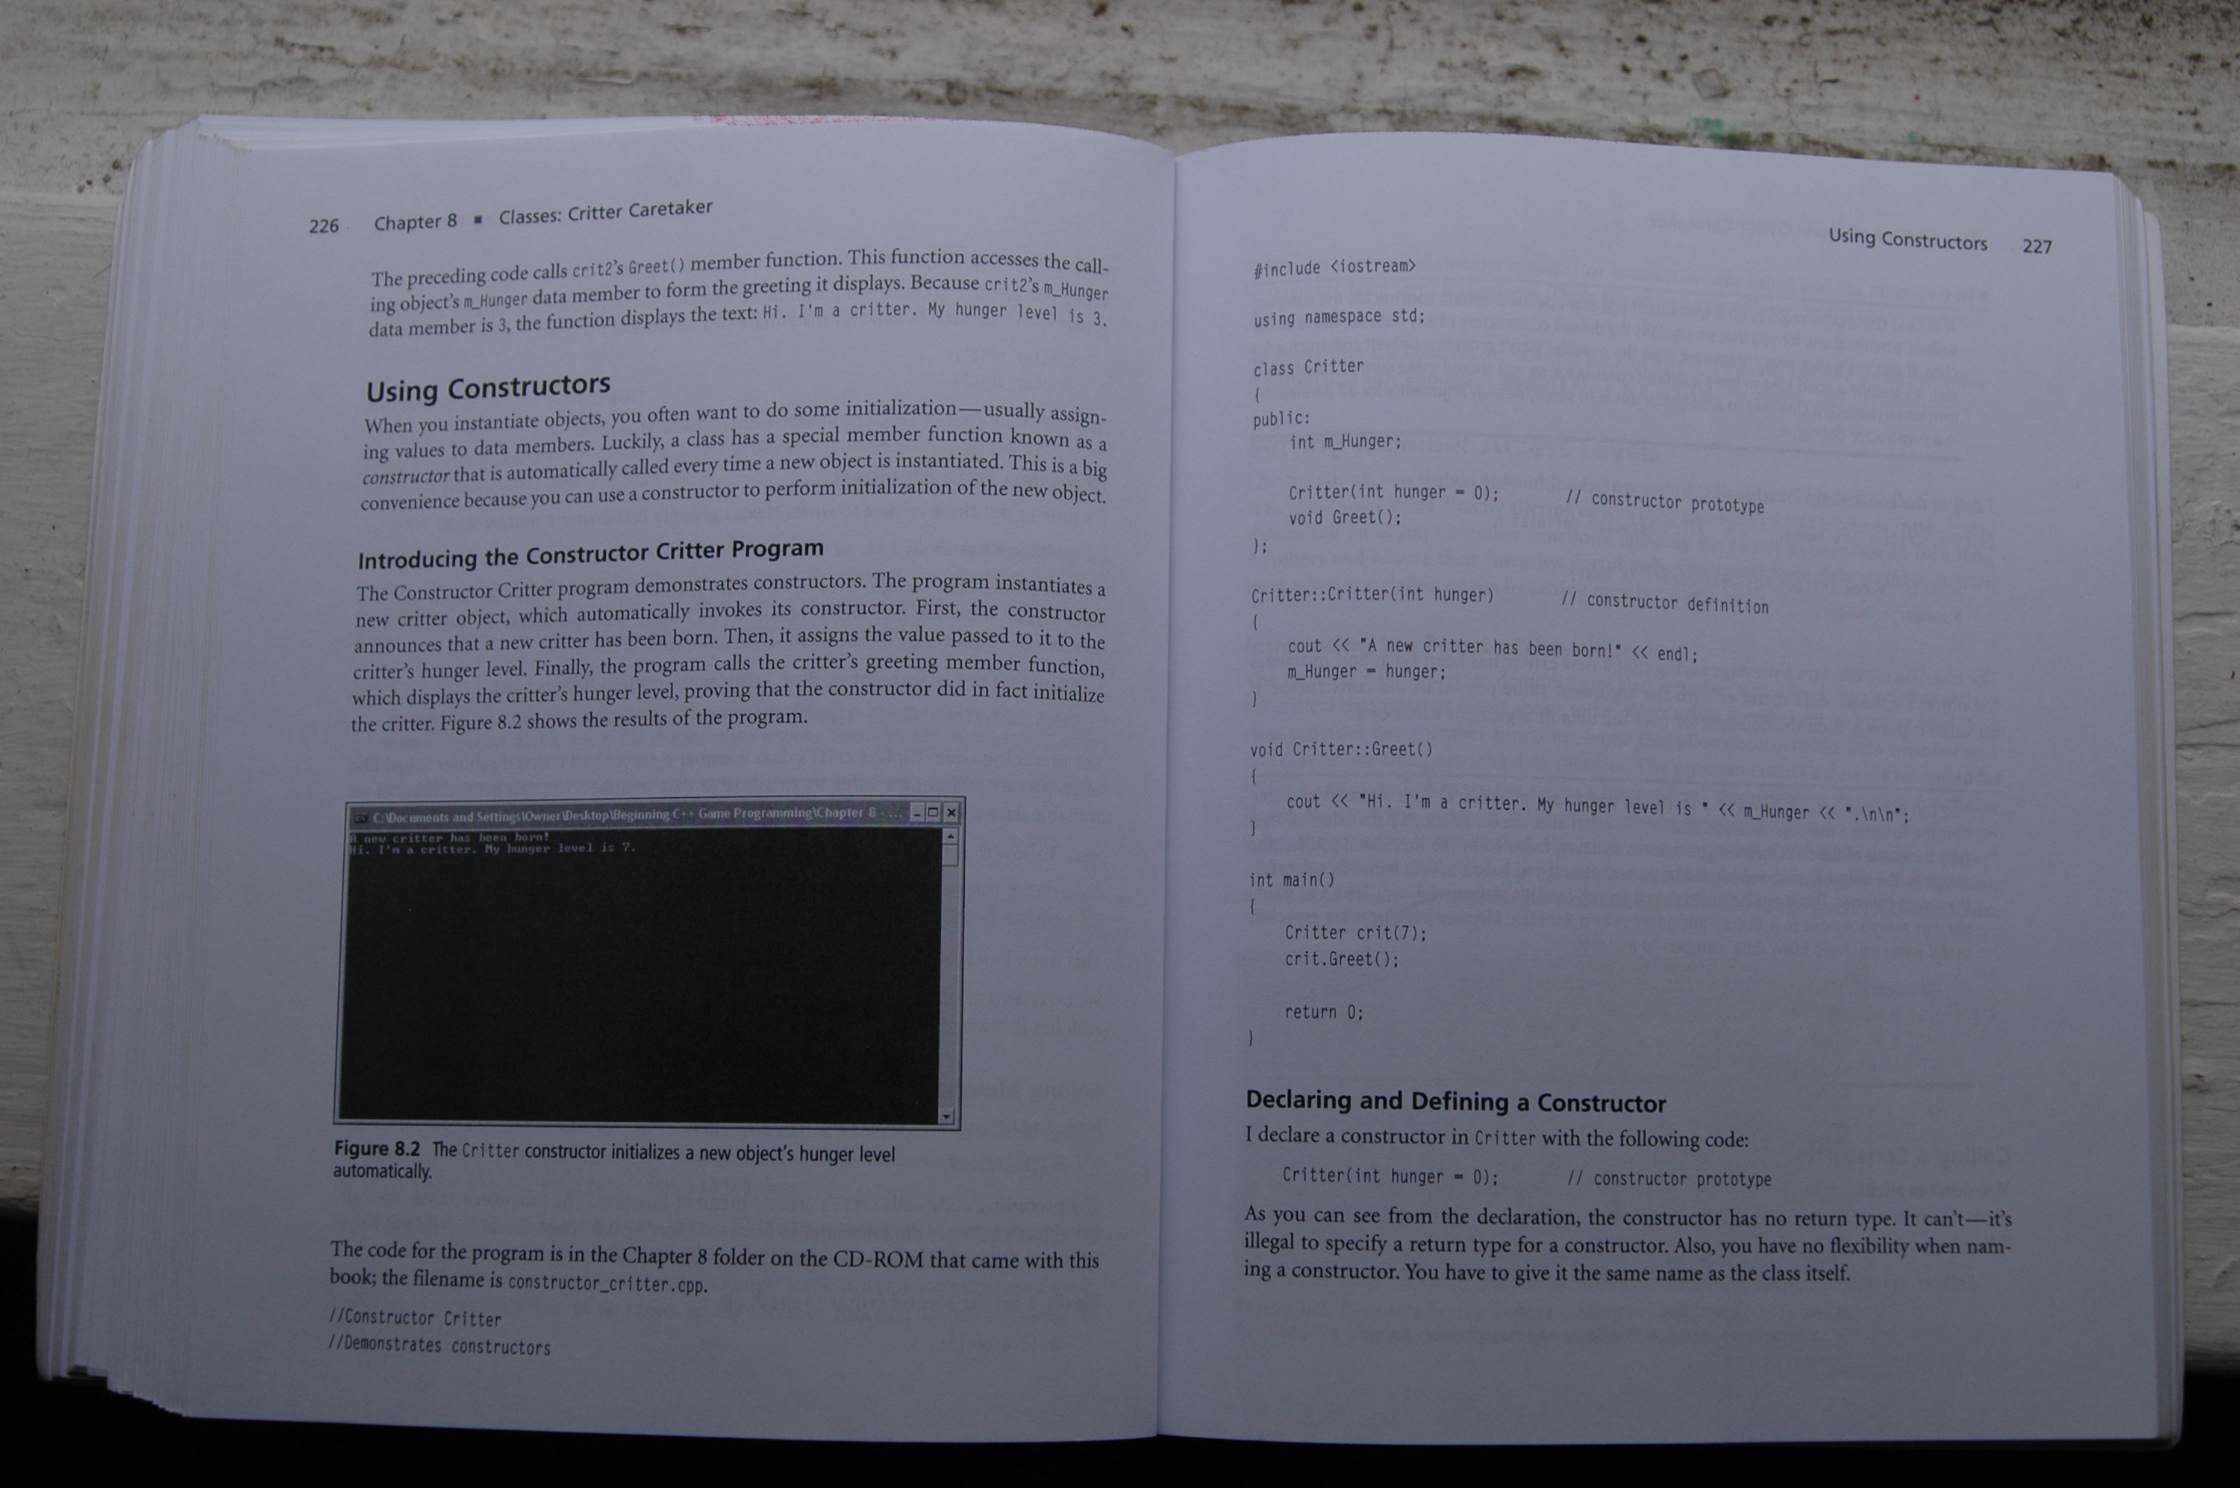 226 Chapter 8 ■ Classes: Critter Caretaker
The preceding code calls crit2's Greet() member function. This function accesses the call-
ing object's m_Hunger data member to form the greeting it displays. Because crit2's m_Hunger
data member is 3, the function displays the text: Hi. I'm a critter. My hunger level is 3.
Using Constructors
When you instantiate objects, you often want to do some initialization—usually assign-
ing values to data members. Luckily, a class has a special member function known as a
constructor that is automatically called every time a new object is instantiated. This is a big
convenience because you can use a constructor to perform initialization of the new object.
Introducing the Constructor Critter Program
The Constructor Critter program demonstrates constructors. The program instantiates a
new critter object, which automatically invokes its constructor. First, the constructor
announces that a new critter has been born. Then, it assigns the value passed to it to the
critter's hunger level. Finally, the program calls the critter's greeting member function,
which displays the critter's hunger level, proving that the constructor did in fact initialize
the critter. Figure 8.2 shows the results of the program.
C:\Documents and Settings\Owner\Desktop\Beginning C++ Game Programming\Chapter 8 - ...
A new critter has been born!
Hi. I'm a critter. My hunger level is 7.
Figure 8.2 The Critter constructor initializes a new object's hunger level
automatically.
The code for the program is in the Chapter 8 folder on the CD-ROM that came with this
book; the filename is constructor_critter.cpp.
//Constructor Critter
//Demonstrates constructors
Using Constructors 227
#include <iostream>
using namespace std;
class Critter
{
public:
    int m_Hunger;
    Critter(int hunger = 0);       // constructor prototype
    void Greet();
};
Critter::Critter(int hunger)       // constructor definition
{
    cout << "A new critter has been born!" << endl;
    m_Hunger = hunger;
}
void Critter::Greet()
{
    cout << "Hi. I'm a critter. My hunger level is " << m_Hunger << ".\n\n";
}
int main()
{
    Critter crit(7);
    crit.Greet();
    return 0;
}
Declaring and Defining a Constructor
I declare a constructor in Critter with the following code:
    Critter(int hunger = 0);       // constructor prototype
As you can see from the declaration, the constructor has no return type. It can't—it's
illegal to specify a return type for a constructor. Also, you have no flexibility when nam-
ing a constructor. You have to give it the same name as the class itself.